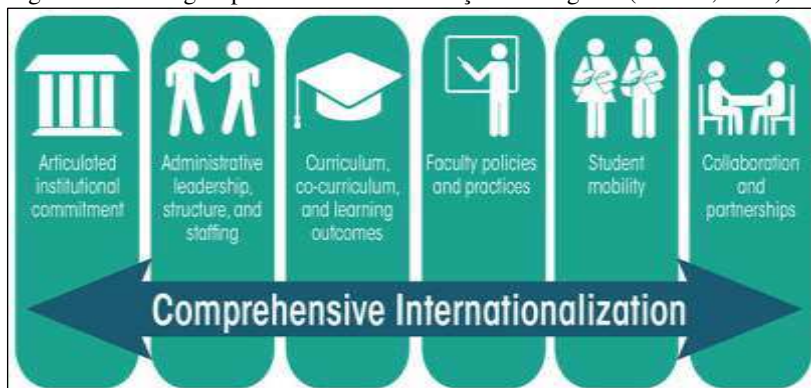 Articulated
institutional
commitment
Administrative
leadership,
structure, and
staffing
Curriculum,
co-curriculum,
and learning
outcomes
Faculty policies
and practices
Student
mobility
Collaboration
and
partnerships
Comprehensive Internationalization